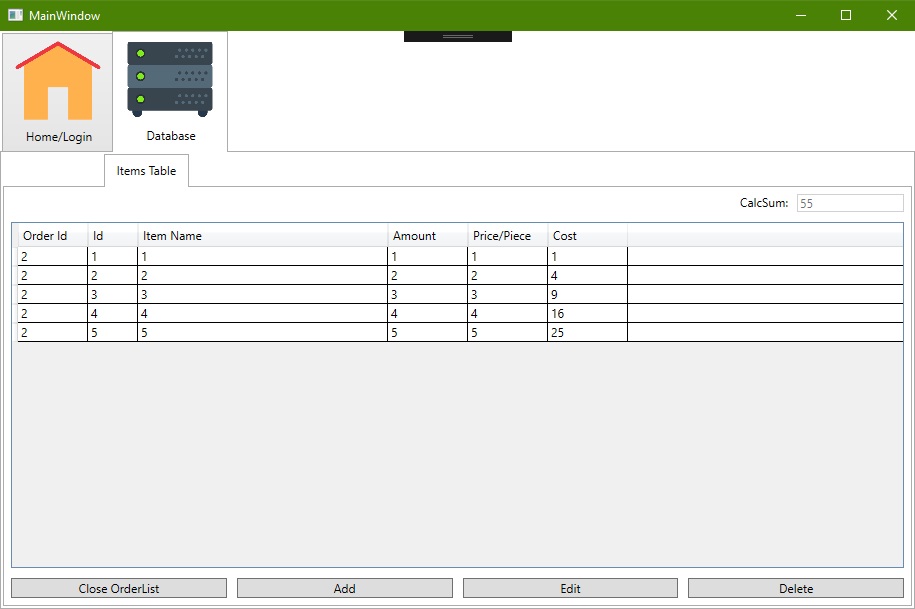 MainWindow
Home/Login
Database
Items Table
CalcSum: 55
Order Id Id Item Name Amount Price/Piece Cost
2 1 1 1 1 1
2 2 2 2 2 4
2 3 3 3 3 9
2 4 4 4 4 16
2 5 5 5 5 25
Close OrderList Add Edit Delete